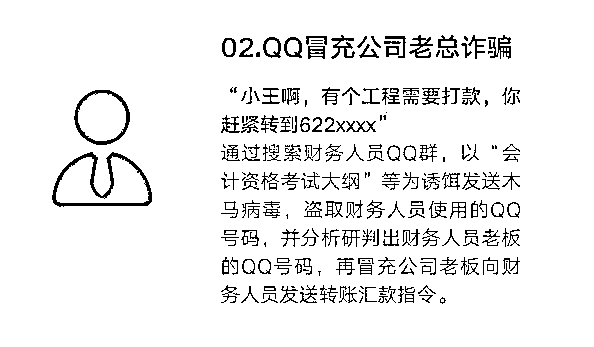 02.QQ冒充公司老总诈骗
“小王啊，有个工程需要打款，你
赶紧转到622xxxx”
通过搜索财务人员QQ群，以“会
计资格考试大纲”等为诱饵发送木
马病毒，盗取财务人员使用的QQ
号码，并分析研判出财务人员老板
的QQ号码，再冒充公司老板向财
务人员发送转账汇款指令。